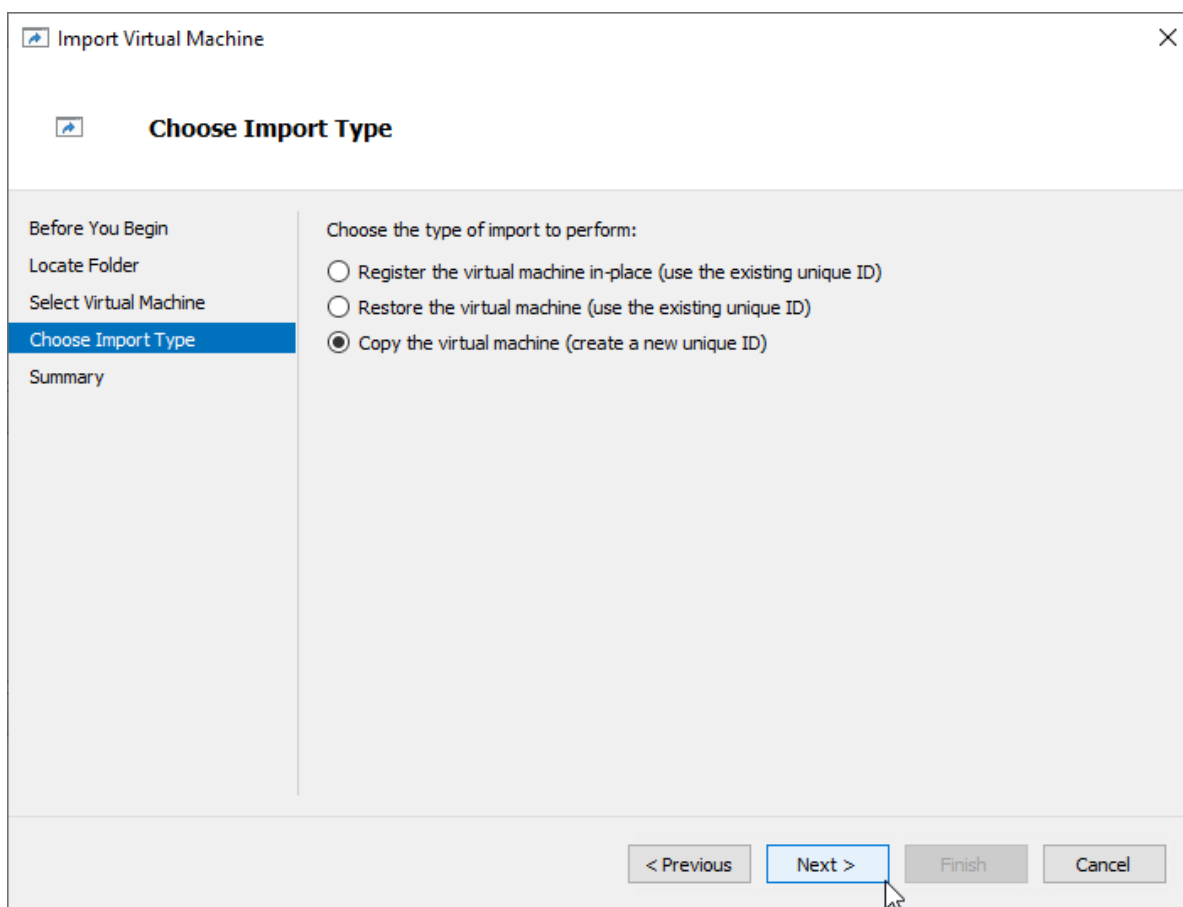 Import Virtual Machine
Choose Import Type
Before You Begin
Locate Folder
Select Virtual Machine
Choose Import Type
Summary
Choose the type of import to perform:
Register the virtual machine in-place (use the existing unique ID)
Restore the virtual machine (use the existing unique ID)
Copy the virtual machine (create a new unique ID)
< Previous
Next >
Finish
Cancel